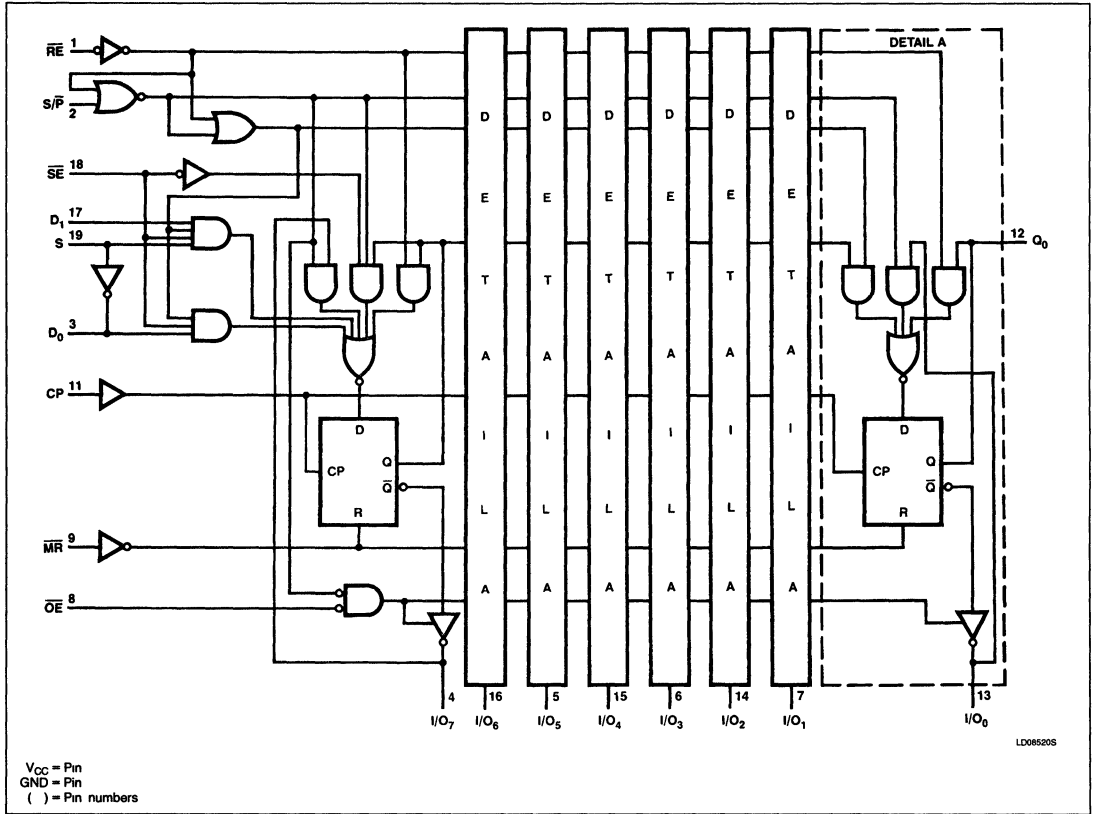 DETAIL A
RE 1
S/P
2
SE 18
D1 17
S 19
D0 3
CP 11
MR 9
OE 8
D E T A I L A
D E T A I L A
D E T A I L A
D E T A I L A
D E T A I L A
D E T A I L A
12 Q0
D
CP
Q
Q
R
D
CP
Q
Q
R
4
I/O7
16
I/O6
5
I/O5
15
I/O4
6
I/O3
14
I/O2
7
I/O1
13
I/O0
LD08520S
VCC = Pin
GND = Pin
( ) = Pin numbers